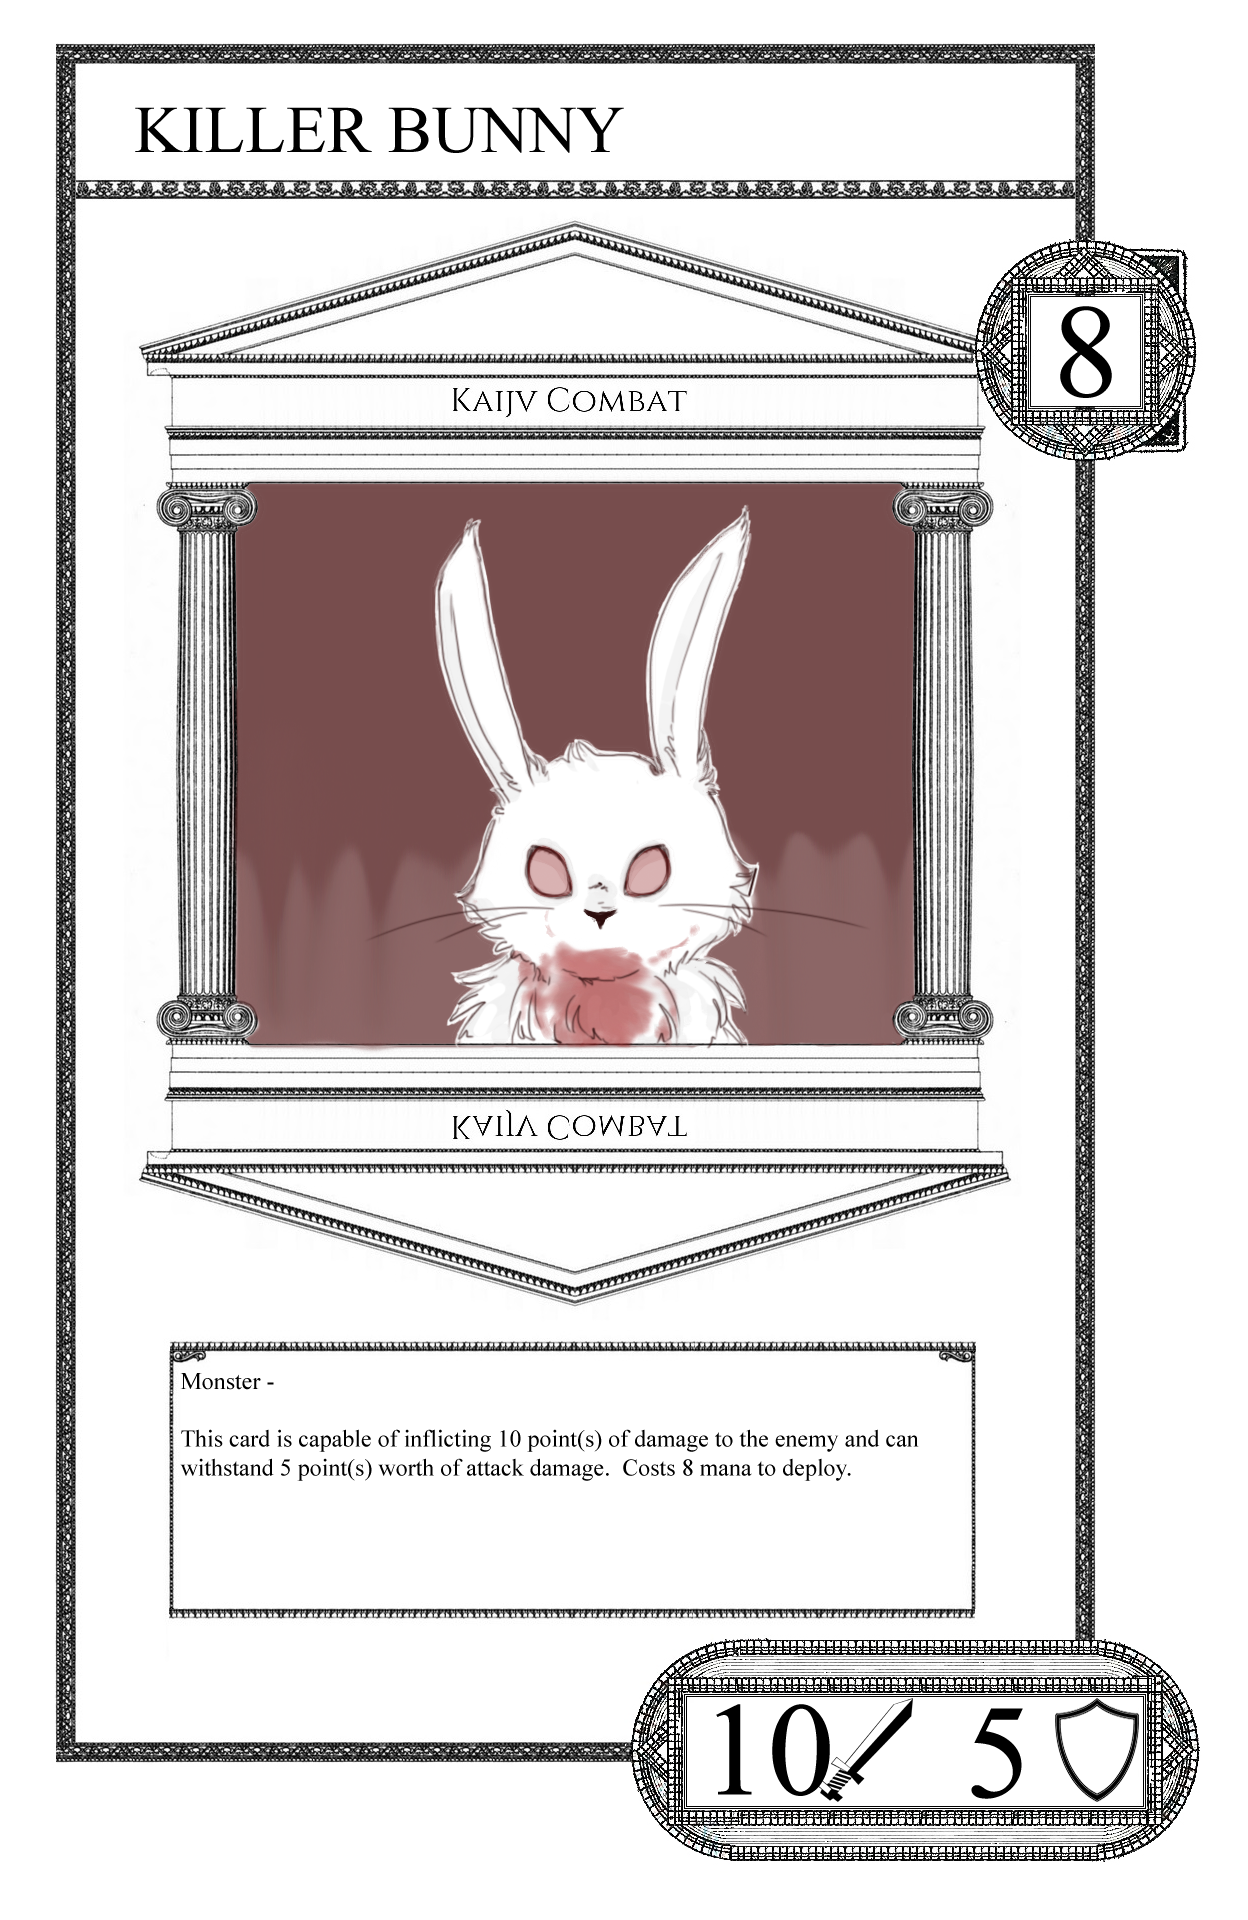 KILLER BUNNY
8
KAIJV COMBAT
KAIJV COMBAT
Monster -
This card is capable of inflicting 10 point(s) of damage to the enemy and can
withstand 5 point(s) worth of attack damage.  Costs 8 mana to deploy.
10 5